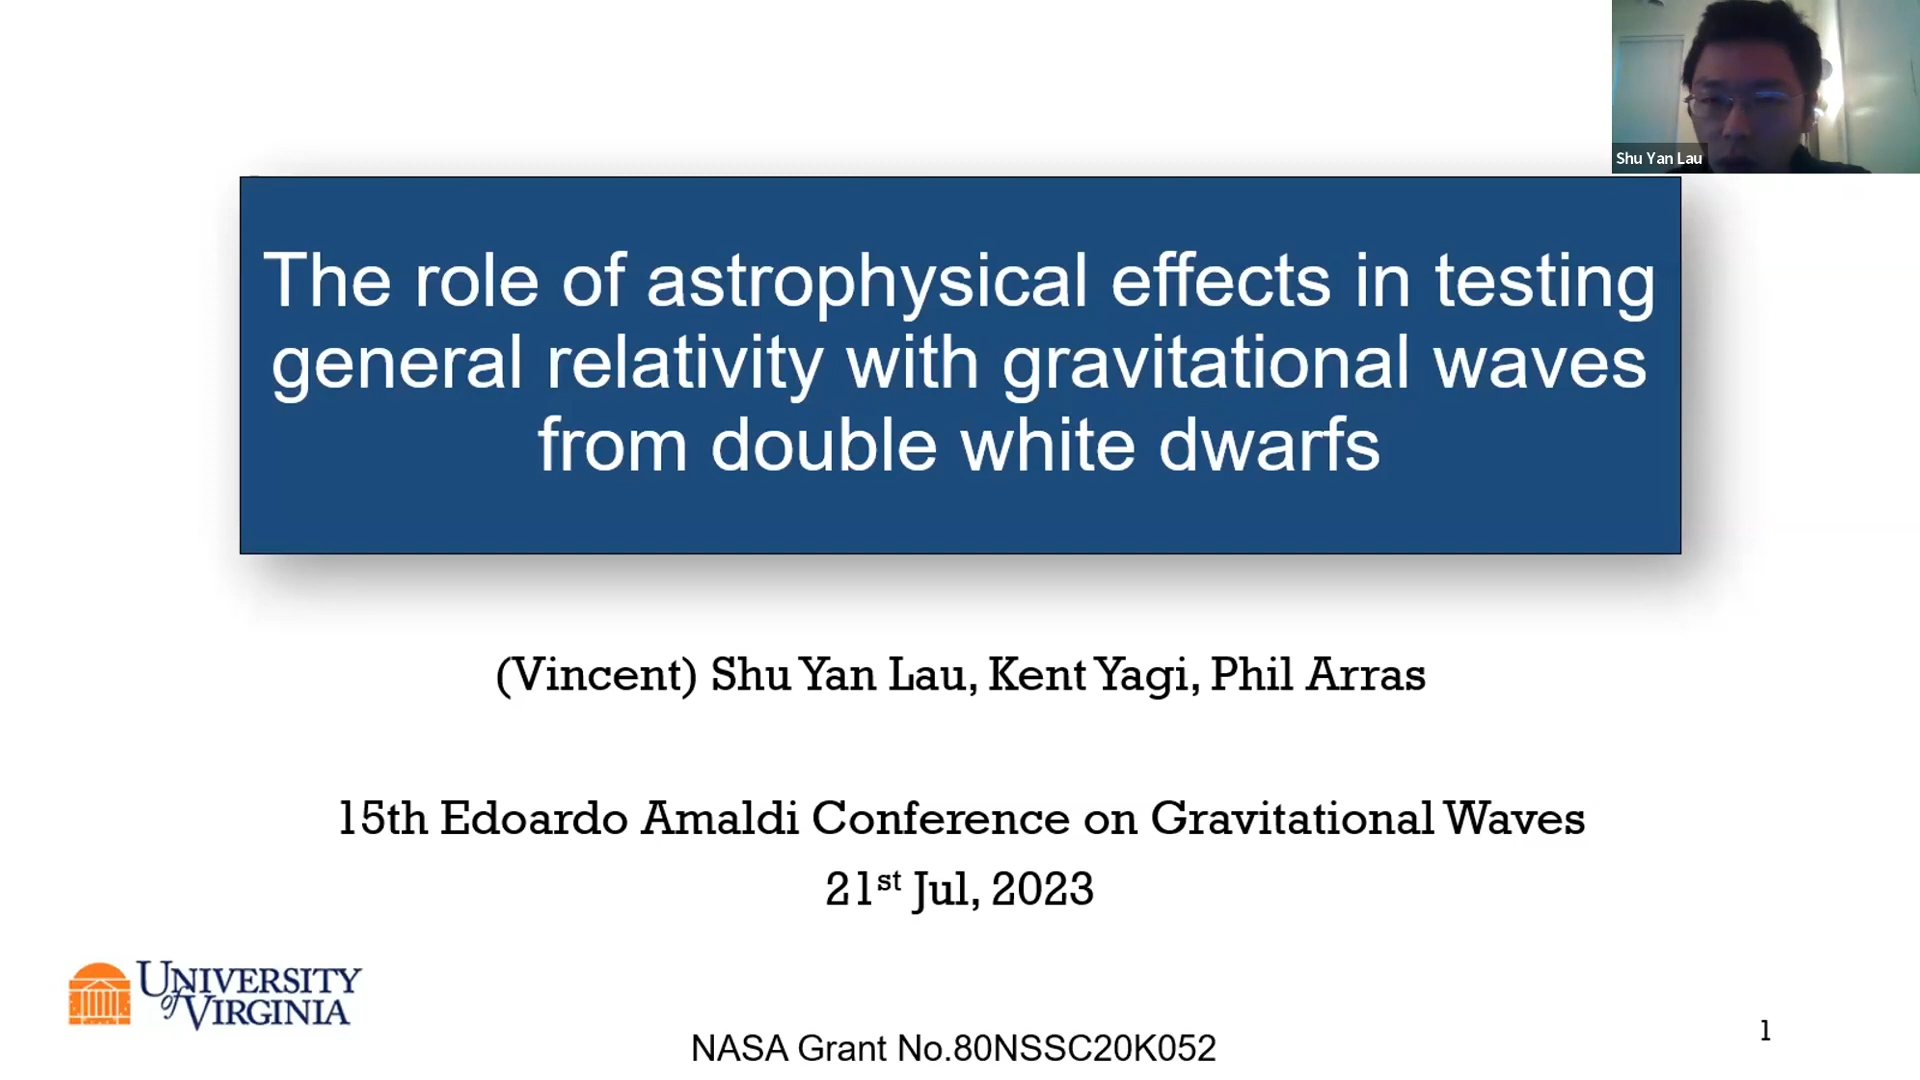 Shu Yan Lau
The role of astrophysical effects in testing
general relativity with gravitational waves
from double white dwarfs
(Vincent) Shu Yan Lau, Kent Yagi, Phil Arras
15th Edoardo Amaldi Conference on Gravitational Waves
21st Jul, 2023
UNIVERSITY
of VIRGINIA
NASA Grant No.80NSSC20K052
1